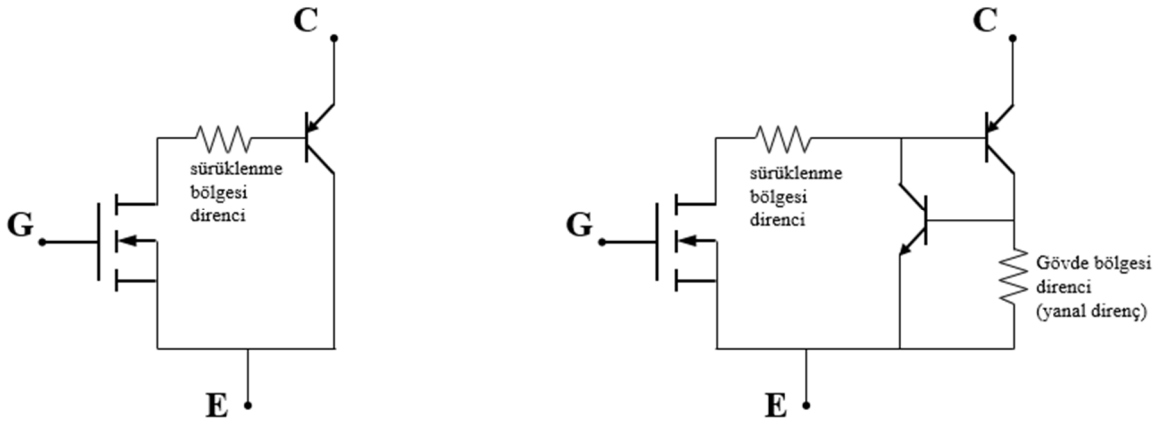 C
sürüklenme
bölgesi
direnci
G
E
C
sürüklenme
bölgesi
direnci
G
Gövde bölgesi
direnci
(yanal direnç)
E